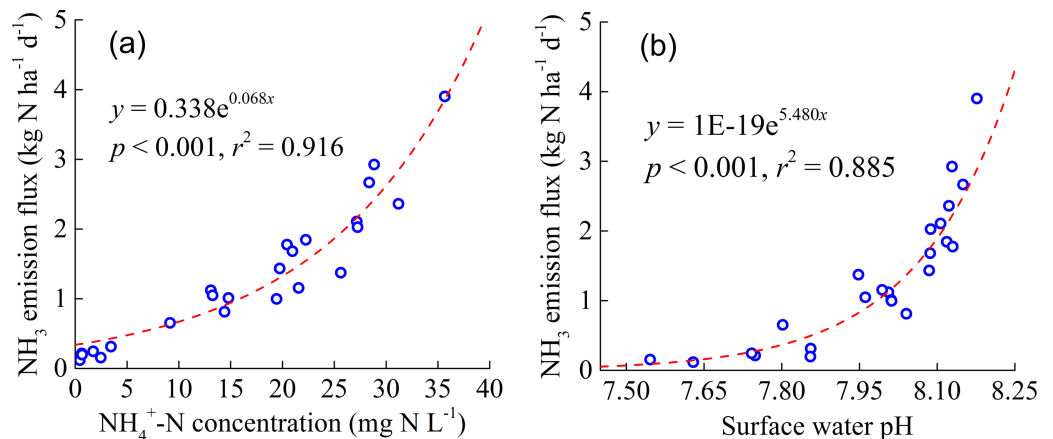 (a)
y = 0.338e^0.068x
p < 0.001, r² = 0.916
NH₃ emission flux (kg N ha⁻¹ d⁻¹)
5
4
3
2
1
0
0 5 10 15 20 25 30 35 40
NH₄⁺-N concentration (mg N L⁻¹)
(b)
y = 1E-19e^5.480x
p < 0.001, r² = 0.885
NH₃ emission flux (kg N ha⁻¹ d⁻¹)
5
4
3
2
1
0
7.50 7.65 7.80 7.95 8.10 8.25
Surface water pH